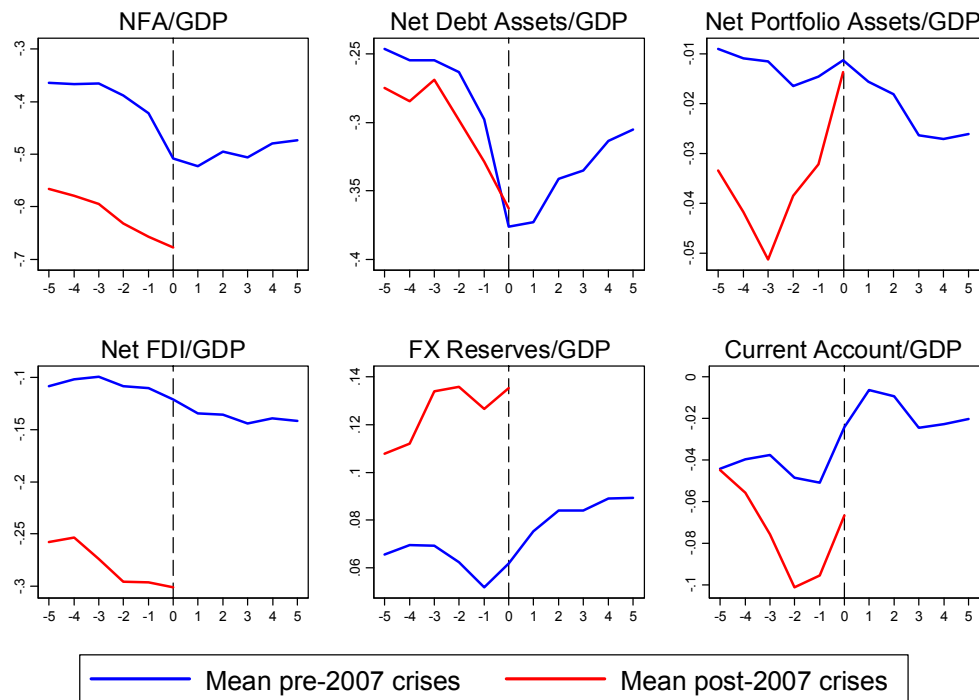 NFA/GDP
-.3
-.4
-.5
-.6
-.7
-5 -4 -3 -2 -1 0 1 2 3 4 5
Net Debt Assets/GDP
-.25
-.3
-.35
-.4
-5 -4 -3 -2 -1 0 1 2 3 4 5
Net Portfolio Assets/GDP
-.01
-.02
-.03
-.04
-.05
-5 -4 -3 -2 -1 0 1 2 3 4 5
Net FDI/GDP
-.1
-.15
-.2
-.25
-.3
-5 -4 -3 -2 -1 0 1 2 3 4 5
FX Reserves/GDP
.14
.12
.1
.08
.06
-5 -4 -3 -2 -1 0 1 2 3 4 5
Current Account/GDP
0
-.02
-.04
-.06
-.08
-.1
-5 -4 -3 -2 -1 0 1 2 3 4 5
Mean pre-2007 crises Mean post-2007 crises